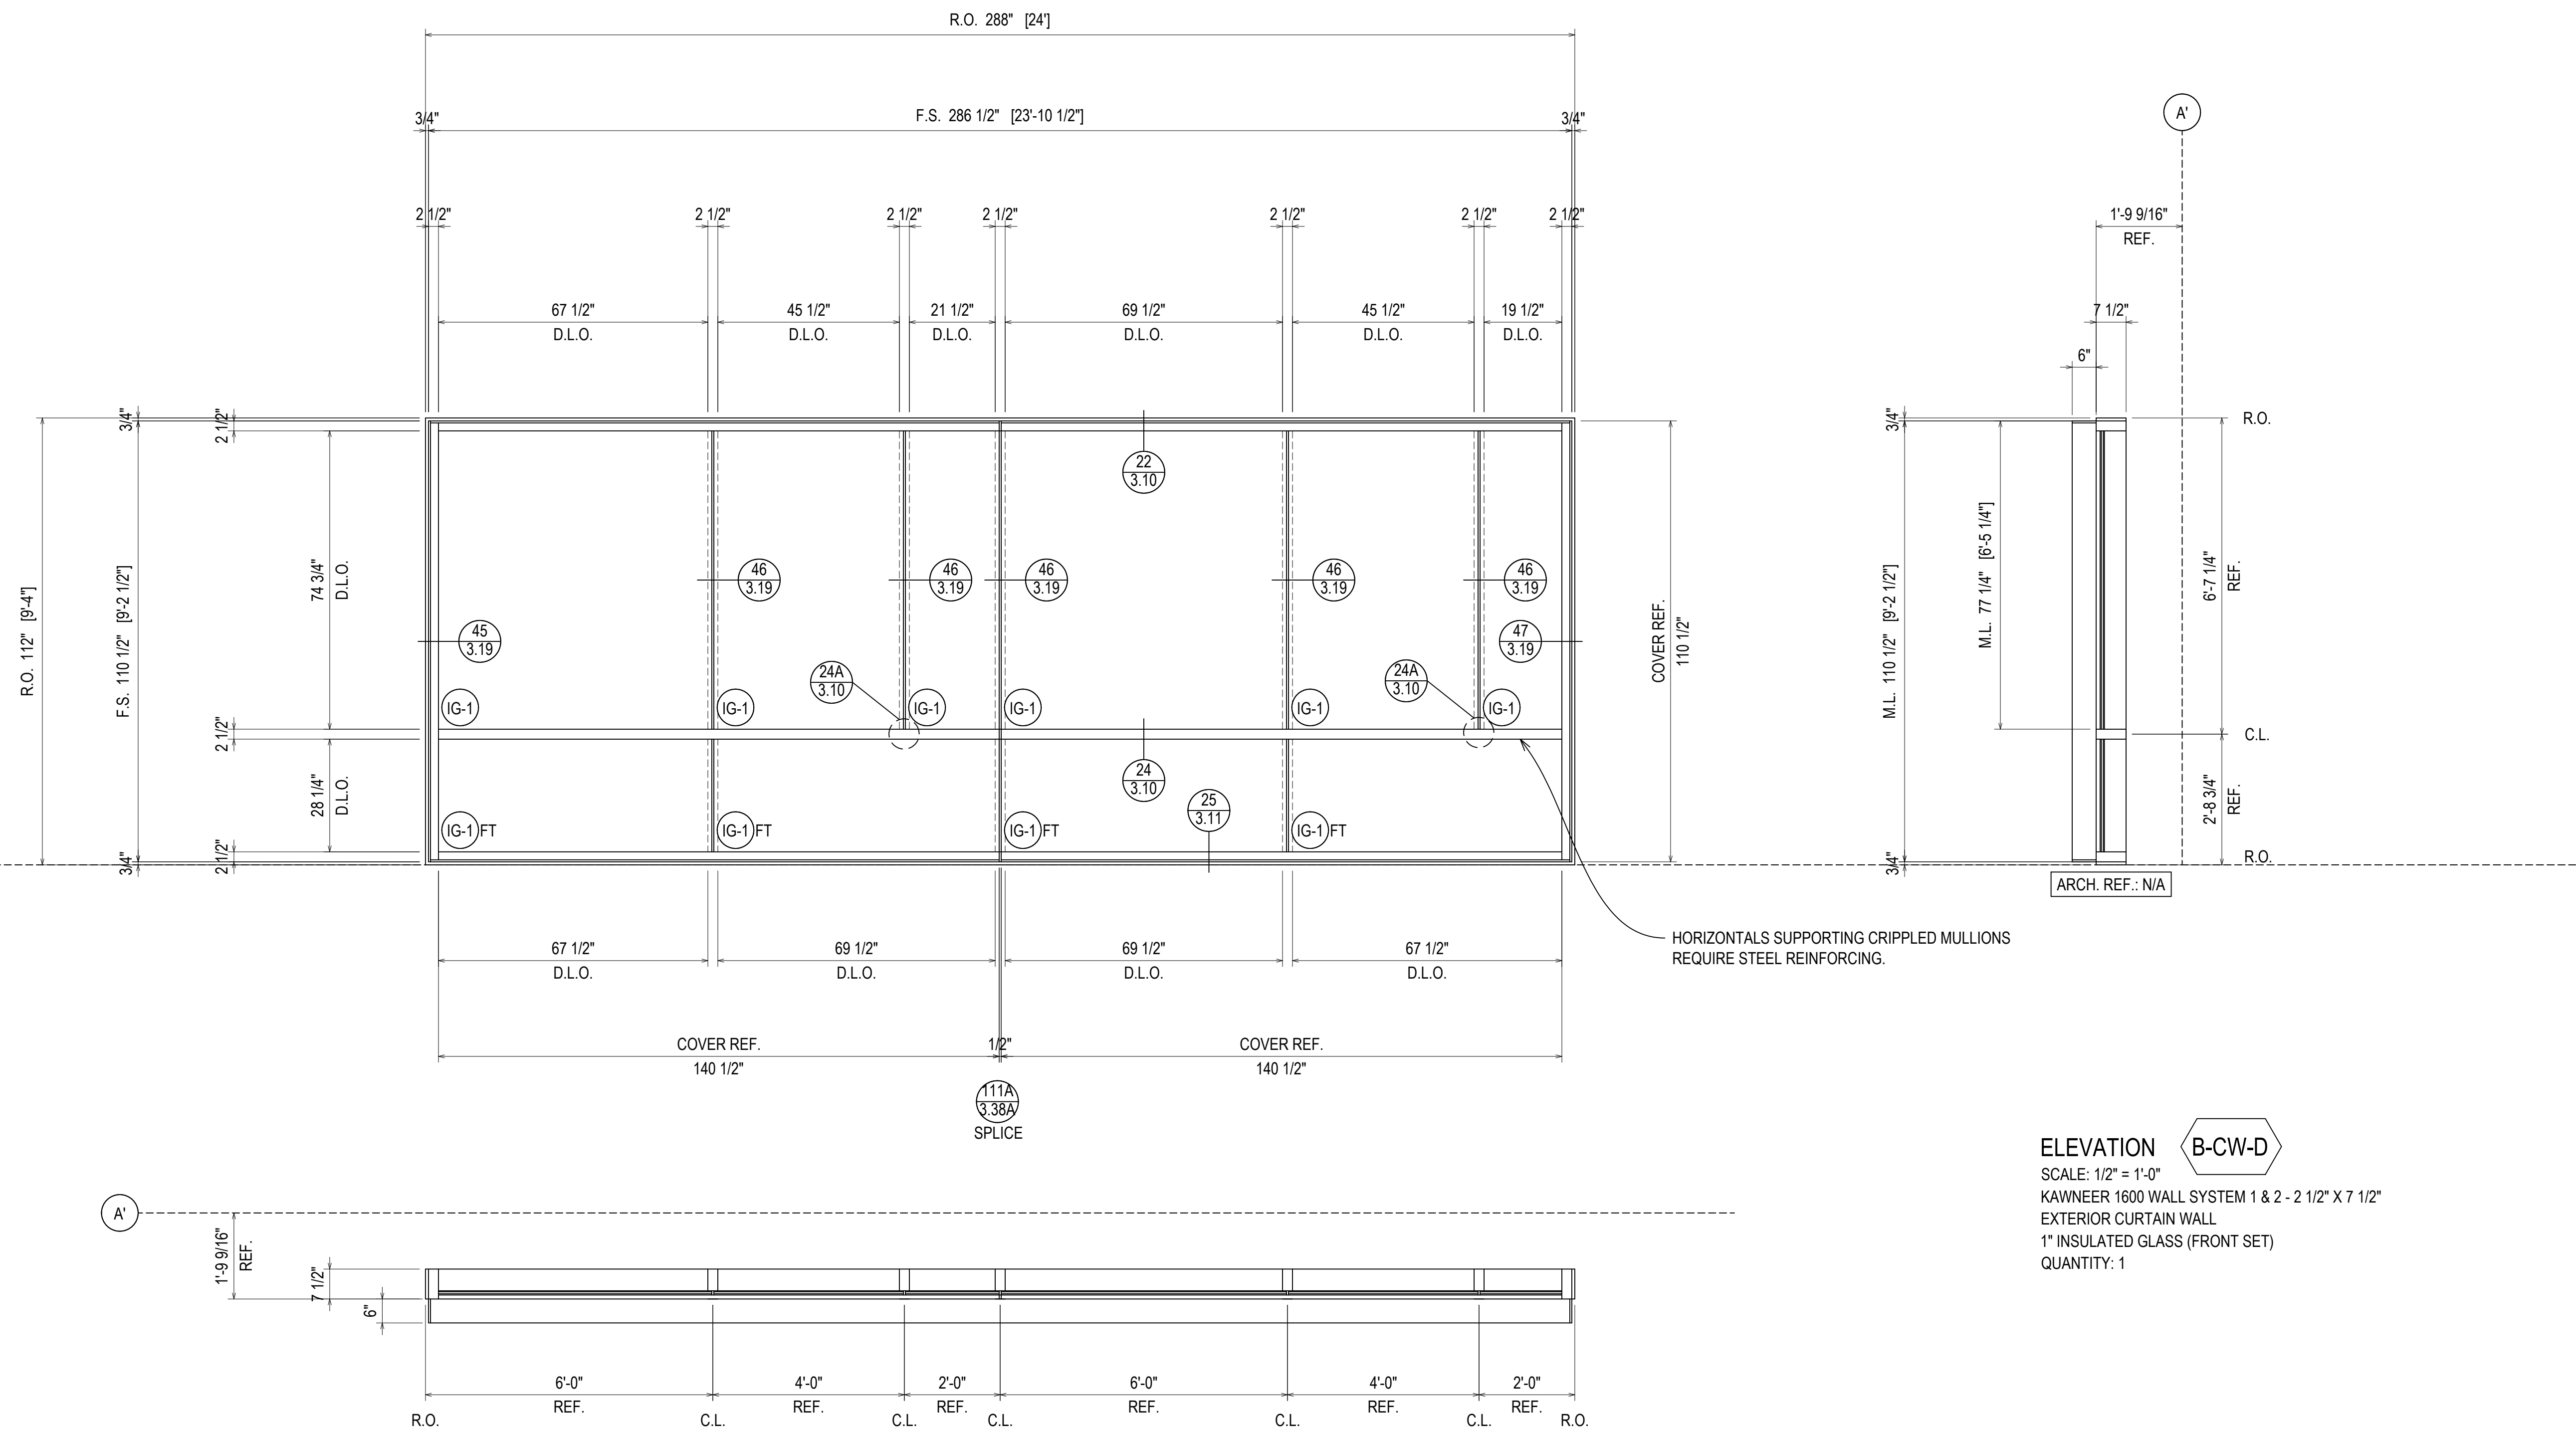 R.O. 288" [24']
3/4"
F.S. 286 1/2" [23'-10 1/2"]
3/4"
A'
2 1/2"
2 1/2"
2 1/2"
2 1/2"
2 1/2"
2 1/2"
2 1/2"
1'-9 9/16"
REF.
67 1/2"
D.L.O.
45 1/2"
D.L.O.
21 1/2"
D.L.O.
69 1/2"
D.L.O.
45 1/2"
D.L.O.
19 1/2"
D.L.O.
7 1/2"
6"
R.O. 112" [9'-4"]
3/4"
F.S. 110 1/2" [9'-2 1/2"]
3/4"
2 1/2"
2 1/2"
2 1/2"
74 3/4"
D.L.O.
28 1/4"
D.L.O.
22
3.10
46
3.19
46
3.19
46
3.19
46
3.19
46
3.19
45
3.19
47
3.19
24A
3.10
24A
3.10
IG-1
IG-1
IG-1
IG-1
IG-1
IG-1
24
3.10
25
3.11
IG-1 FT
IG-1 FT
IG-1 FT
IG-1 FT
COVER REF.
110 1/2"
3/4"
M.L. 110 1/2" [9'-2 1/2"]
3/4"
M.L. 77 1/4" [6'-5 1/4"]
R.O.
6'-7 1/4"
REF.
C.L.
2'-8 3/4"
REF.
R.O.
ARCH. REF.: N/A
67 1/2"
D.L.O.
69 1/2"
D.L.O.
69 1/2"
D.L.O.
67 1/2"
D.L.O.
HORIZONTALS SUPPORTING CRIPPLED MULLIONS
REQUIRE STEEL REINFORCING.
COVER REF.
140 1/2"
1/2"
COVER REF.
140 1/2"
111A
3.38A
SPLICE
ELEVATION B-CW-D
SCALE: 1/2" = 1'-0"
KAWNEER 1600 WALL SYSTEM 1 & 2 - 2 1/2" X 7 1/2"
EXTERIOR CURTAIN WALL
1" INSULATED GLASS (FRONT SET)
QUANTITY: 1
A'
1'-9 9/16"
REF.
7 1/2"
6"
6'-0"
REF.
4'-0"
REF.
2'-0"
REF.
6'-0"
REF.
4'-0"
REF.
2'-0"
REF.
R.O.
C.L.
C.L.
C.L.
C.L.
C.L.
R.O.